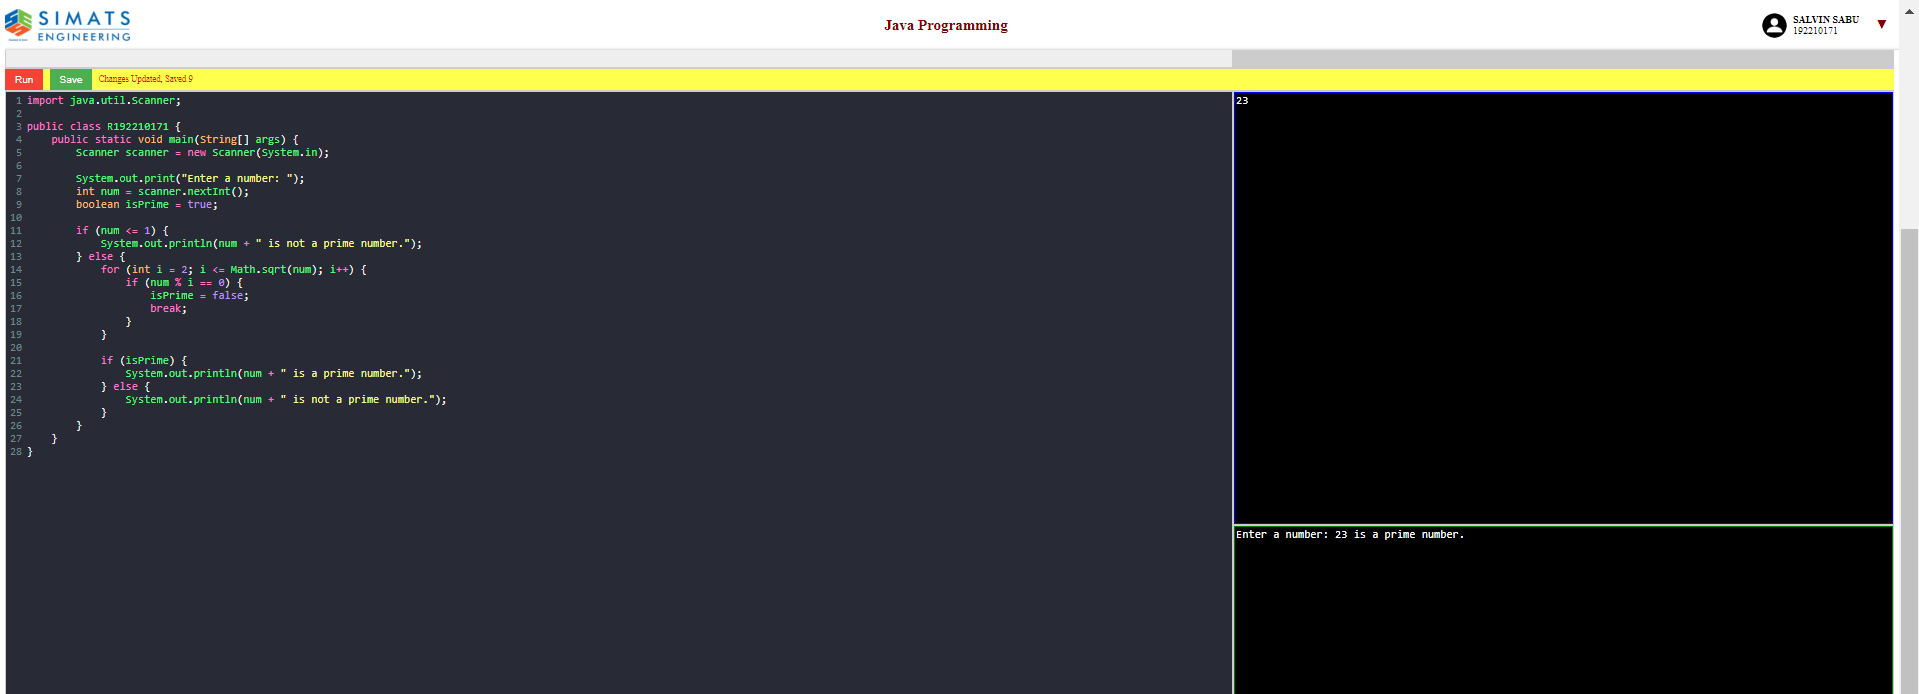 SIMATS
ENGINEERING
Java Programming
SALVIN SABU
192210171
▼
Run Save Changes Updated, Saved 9
1 import java.util.Scanner;
2
3 public class R192210171 {
4     public static void main(String[] args) {
5         Scanner scanner = new Scanner(System.in);
6
7         System.out.print("Enter a number: ");
8         int num = scanner.nextInt();
9         boolean isPrime = true;
10
11         if (num <= 1) {
12             System.out.println(num + " is not a prime number.");
13         } else {
14             for (int i = 2; i <= Math.sqrt(num); i++) {
15                 if (num % i == 0) {
16                     isPrime = false;
17                     break;
18                 }
19             }
20
21             if (isPrime) {
22                 System.out.println(num + " is a prime number.");
23             } else {
24                 System.out.println(num + " is not a prime number.");
25             }
26         }
27     }
28 }
23
Enter a number: 23 is a prime number.